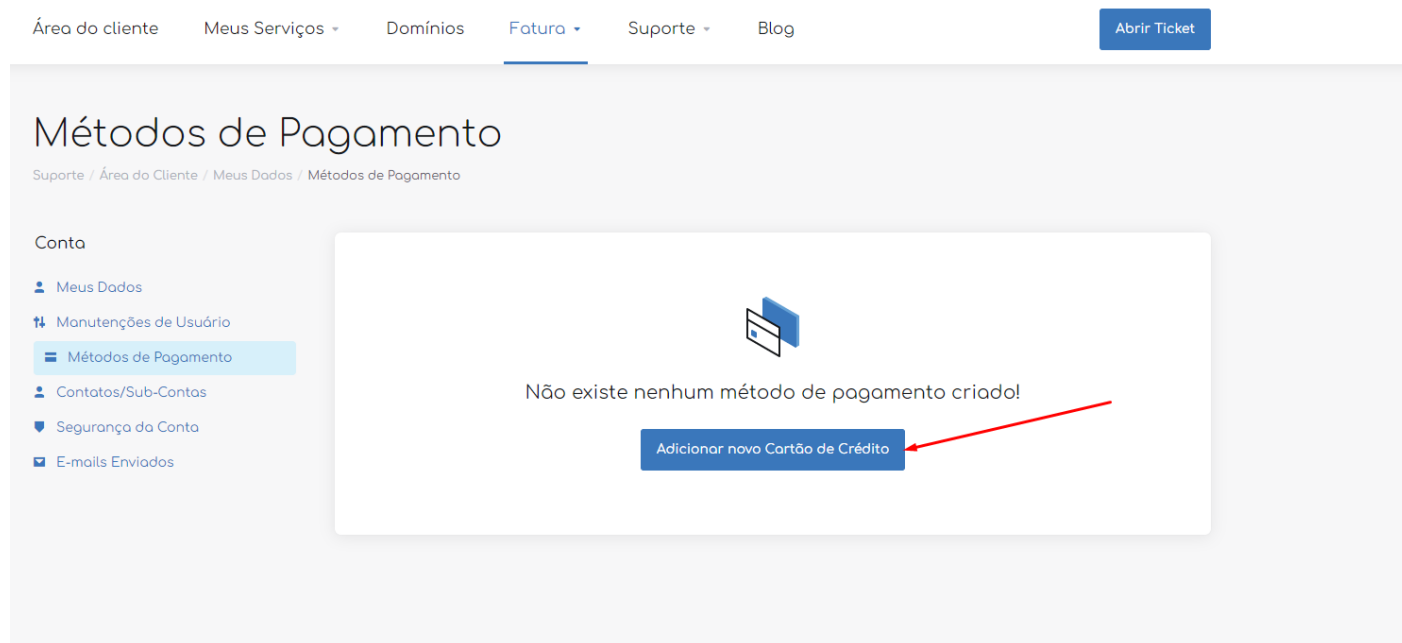 Área do cliente Meus Serviços Domínios Fatura Suporte Blog Abrir Ticket
Métodos de Pagamento
Suporte / Área do Cliente / Meus Dados / Métodos de Pagamento
Conta
Meus Dados
Manutenções de Usuário
Métodos de Pagamento
Contatos/Sub-Contas
Segurança da Conta
E-mails Enviados
Não existe nenhum método de pagamento criado!
Adicionar novo Cartão de Crédito